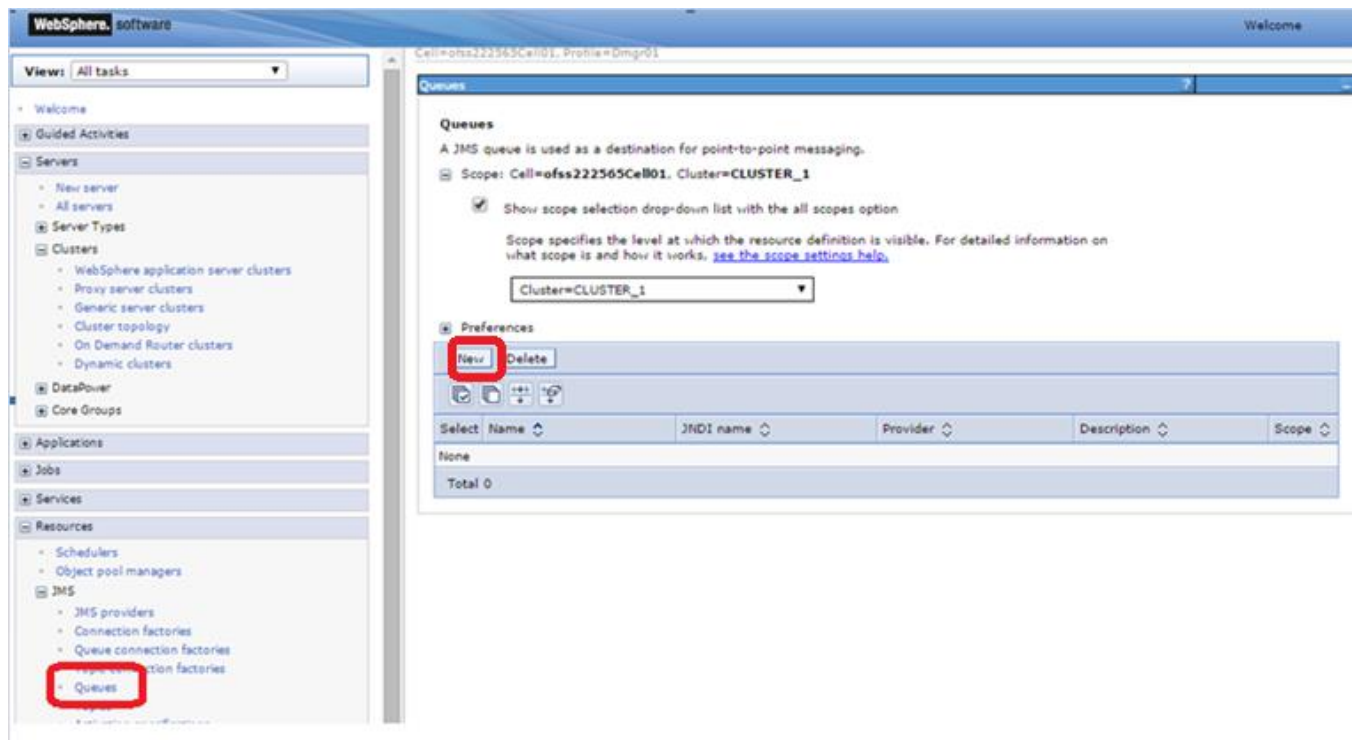 WebSphere. software
Welcome
View: All tasks
Welcome
Guided Activities
Servers
New server
All servers
Server Types
Clusters
WebSphere application server clusters
Proxy server clusters
Generic server clusters
Cluster topology
On Demand Router clusters
Dynamic clusters
DataPower
Core Groups
Applications
Jobs
Services
Resources
Schedulers
Object pool managers
JMS
JMS providers
Connection factories
Queue connection factories
connection factories
Queues
Cell=ofss222565Cell01, Profile=Dmgr01
Queues ?
Queues
A JMS queue is used as a destination for point-to-point messaging.
Scope: Cell=ofss222565Cell01, Cluster=CLUSTER_1
Show scope selection drop-down list with the all scopes option
Scope specifies the level at which the resource definition is visible. For detailed information on
what scope is and how it works, see the scope settings help.
Cluster=CLUSTER_1
Preferences
New Delete
Select Name JNDI name Provider Description Scope
None
Total 0